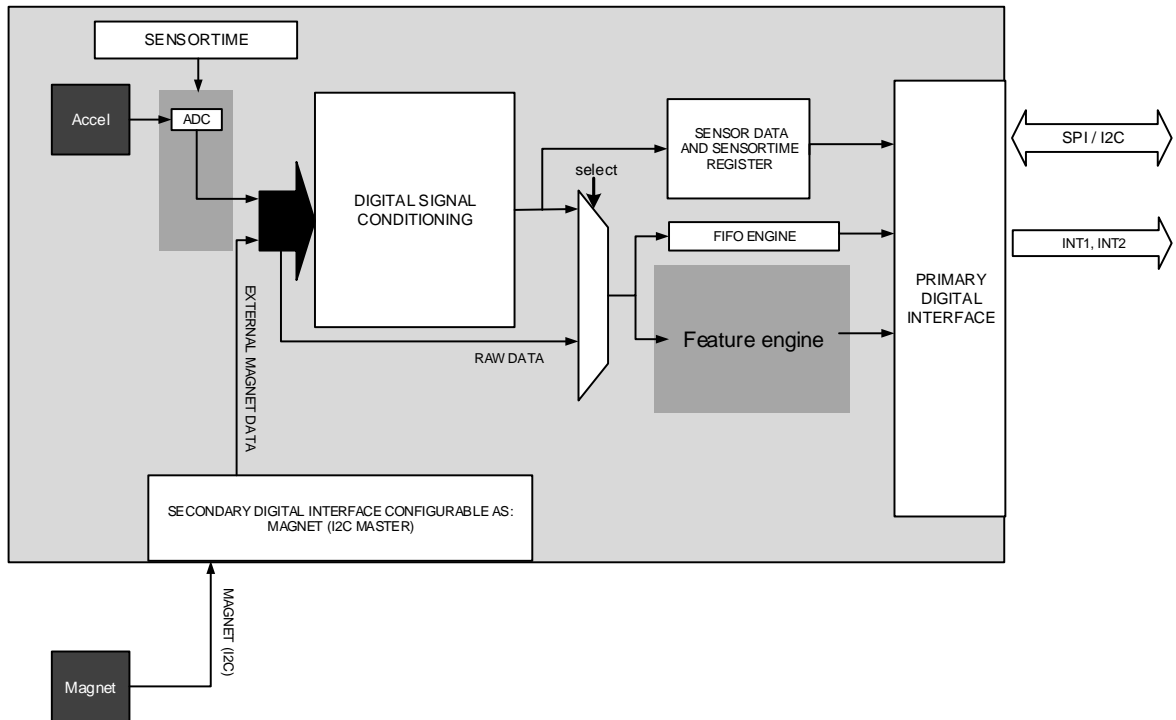 SENSORTIME
Accel
ADC
DIGITAL SIGNAL
CONDITIONING
SENSOR DATA
AND SENSORTIME
REGISTER
SPI / I2C
select
FIFO ENGINE
INT1, INT2
PRIMARY
DIGITAL
INTERFACE
Feature engine
RAW DATA
EXTERNAL MAGNET DATA
SECONDARY DIGITAL INTERFACE CONFIGURABLE AS:
MAGNET (I2C MASTER)
MAGNET (I2C)
Magnet